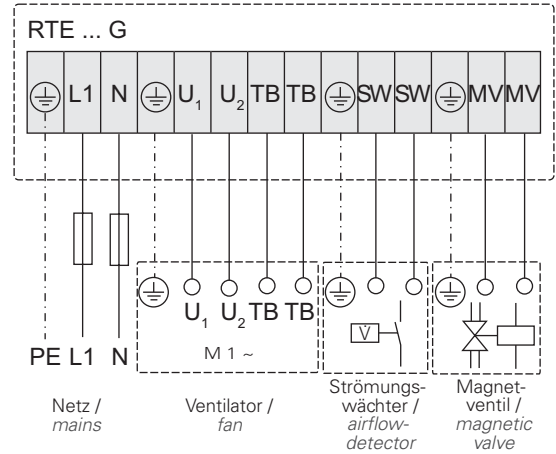 RTE ... G
L1 N U₁ U₂ TB TB SW SW MV MV
U₁ U₂ TB TB
V̇
M 1 ~
PE L1 N
Netz /
mains
Ventilator /
fan
Strömungs-
wächter /
airflow-
detector
Magnet-
ventil /
magnetic
valve